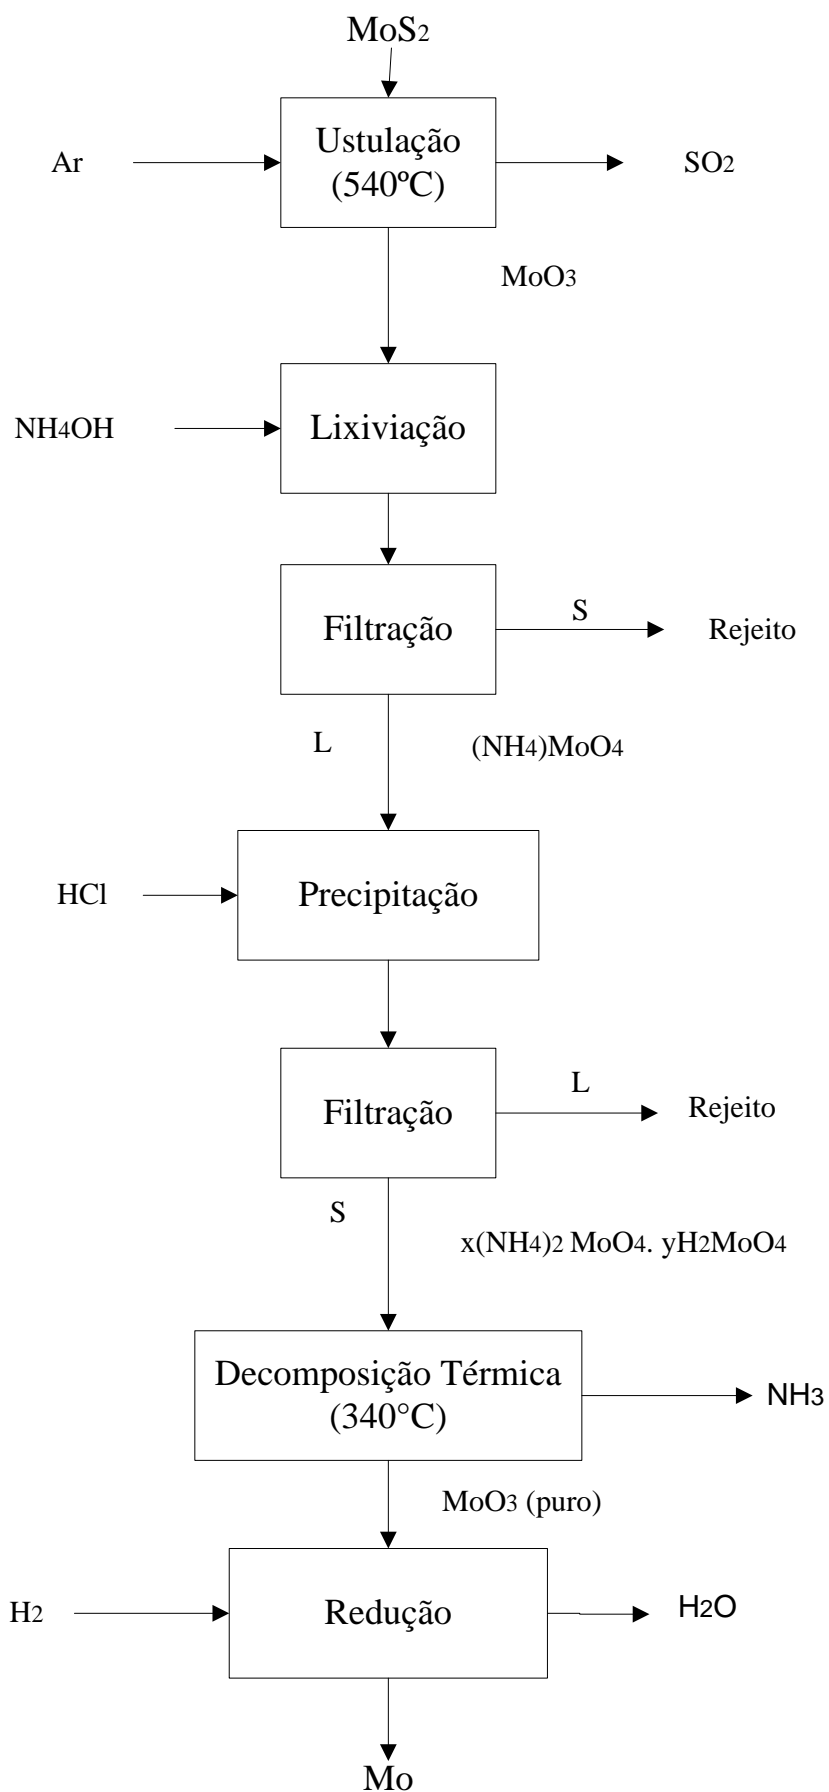 MoS2
Ustulação
(540ºC)
Ar
SO2
MoO3
Lixiviação
NH4OH
Filtração
S
Rejeito
L
(NH4)MoO4
HCl
Precipitação
Filtração
L
Rejeito
S
x(NH4)2 MoO4. yH2MoO4
Decomposição Térmica
(340°C)
NH3
MoO3 (puro)
H2
Redução
H2O
Mo